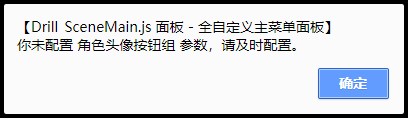 【Drill_SceneMain.js 面板 - 全自定义主菜单面板】
你未配置 角色头像按钮组 参数，请及时配置。
确定